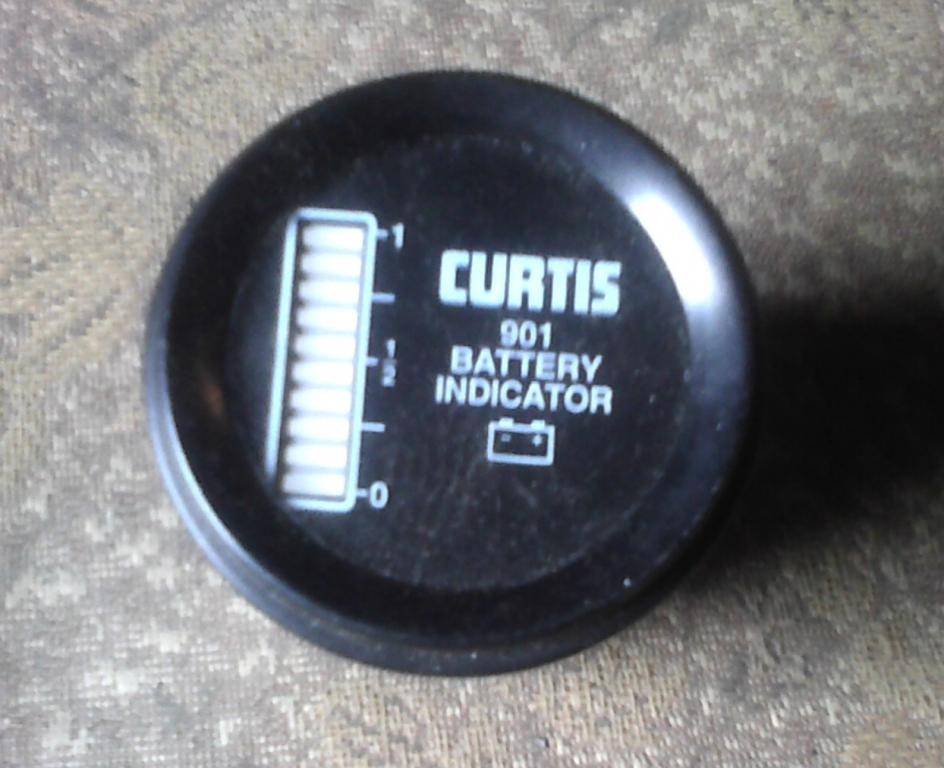 1
1/2
0
CURTIS
901
BATTERY
INDICATOR
- +